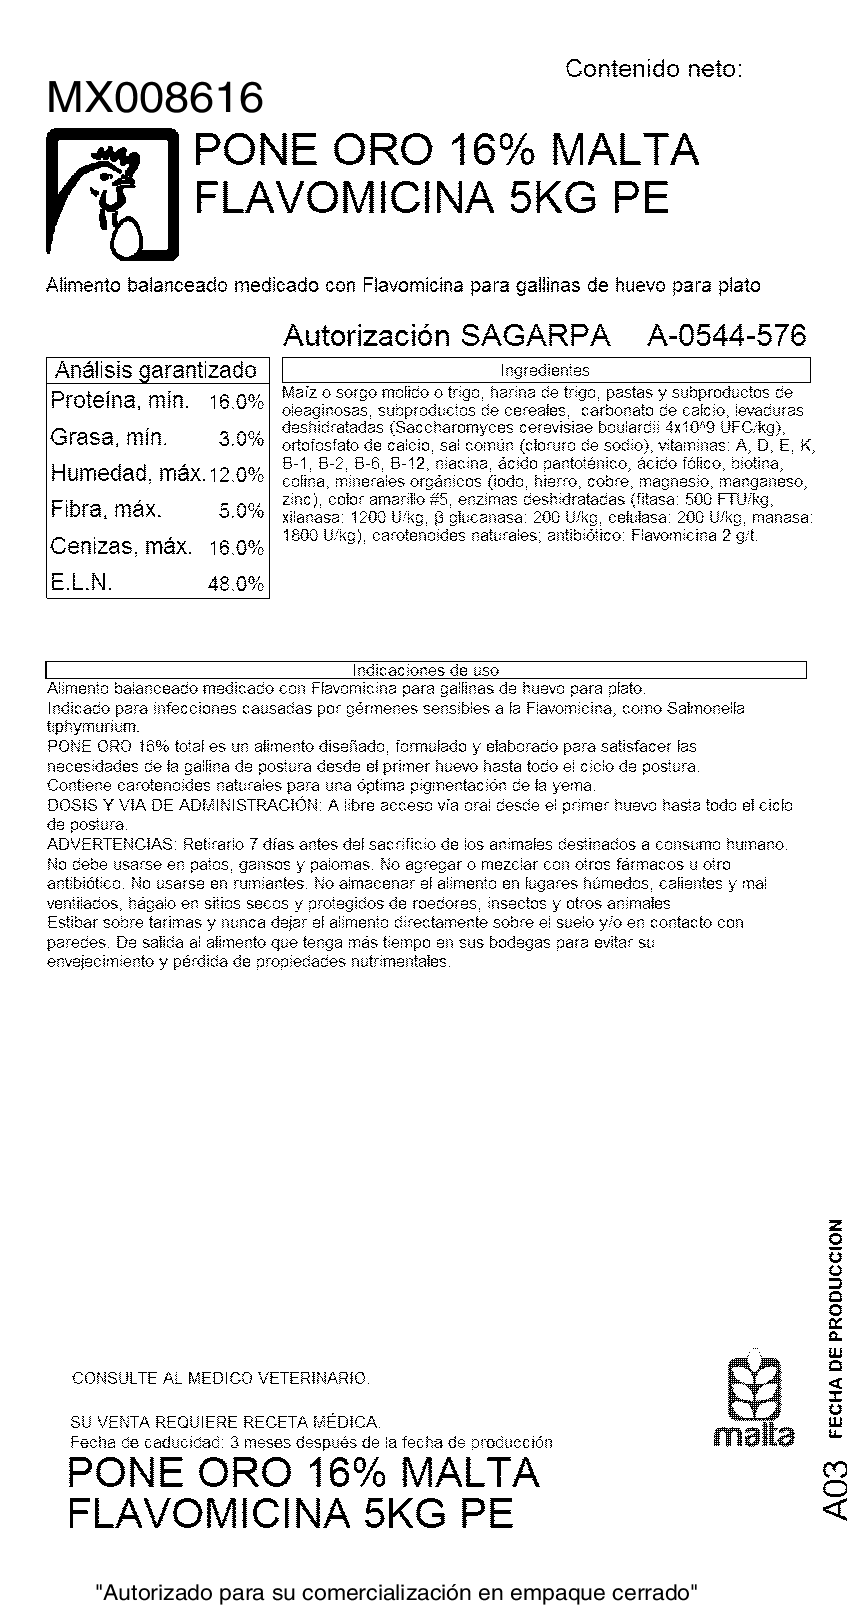 Contenido neto:
MX008616
PONE ORO 16% MALTA
FLAVOMICINA 5KG PE
Alimento balanceado medicado con Flavomicina para gallinas de huevo para plato
Autorización SAGARPA A-0544-576
Análisis garantizado
Proteína, mín. 16.0%
Grasa, mín. 3.0%
Humedad, máx. 12.0%
Fibra, máx. 5.0%
Cenizas, máx. 16.0%
E.L.N. 48.0%
Ingredientes
Maíz o sorgo molido o trigo, harina de trigo, pastas y subproductos de
oleaginosas, subproductos de cereales, carbonato de calcio, levaduras
deshidratadas (Saccharomyces cerevisiae boulardii 4x10^9 UFC/kg),
ortofosfato de calcio, sal común (cloruro de sodio), vitaminas: A, D, E, K,
B-1, B-2, B-6, B-12, niacina, ácido pantoténico, ácido fólico, biotina,
colina, minerales orgánicos (iodo, hierro, cobre, magnesio, manganeso,
zinc), color amarillo #5, enzimas deshidratadas (fitasa: 500 FTU/kg,
xilanasa: 1200 U/kg, β glucanasa: 200 U/kg, celulasa: 200 U/kg, manasa:
1800 U/kg), carotenoides naturales; antibiótico: Flavomicina 2 g/t.
Indicaciones de uso
Alimento balanceado medicado con Flavomicina para gallinas de huevo para plato.
Indicado para infecciones causadas por gérmenes sensibles a la Flavomicina, como Salmonella
tiphymurium.
PONE ORO 16% total es un alimento diseñado, formulado y elaborado para satisfacer las
necesidades de la gallina de postura desde el primer huevo hasta todo el ciclo de postura.
Contiene carotenoides naturales para una óptima pigmentación de la yema.
DOSIS Y VIA DE ADMINISTRACIÓN: A libre acceso vía oral desde el primer huevo hasta todo el ciclo
de postura.
ADVERTENCIAS: Retirarlo 7 días antes del sacrificio de los animales destinados a consumo humano.
No debe usarse en patos, gansos y palomas. No agregar o mezclar con otros fármacos u otro
antibiótico. No usarse en rumiantes. No almacenar el alimento en lugares húmedos, calientes y mal
ventilados, hágalo en sitios secos y protegidos de roedores, insectos y otros animales
Estibar sobre tarimas y nunca dejar el alimento directamente sobre el suelo y/o en contacto con
paredes. De salida al alimento que tenga más tiempo en sus bodegas para evitar su
envejecimiento y pérdida de propiedades nutrimentales.
FECHA DE PRODUCCION
A03
CONSULTE AL MEDICO VETERINARIO.
malta
SU VENTA REQUIERE RECETA MÉDICA.
Fecha de caducidad: 3 meses después de la fecha de producción
PONE ORO 16% MALTA
FLAVOMICINA 5KG PE
"Autorizado para su comercialización en empaque cerrado"